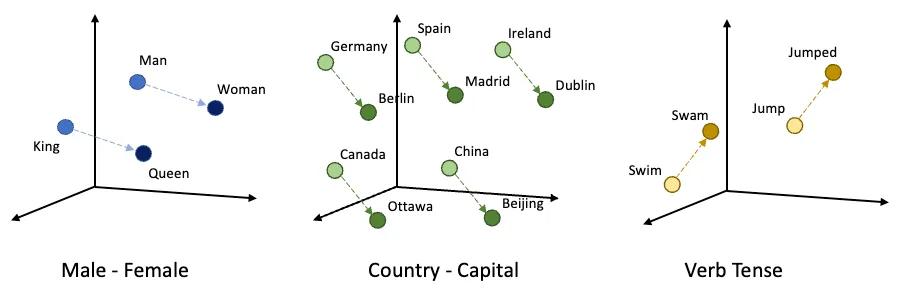 Man
Woman
King
Queen
Male - Female
Spain
Ireland
Germany
Madrid
Dublin
Berlin
Canada
China
Ottawa
Beijing
Country - Capital
Jumped
Jump
Swam
Swim
Verb Tense